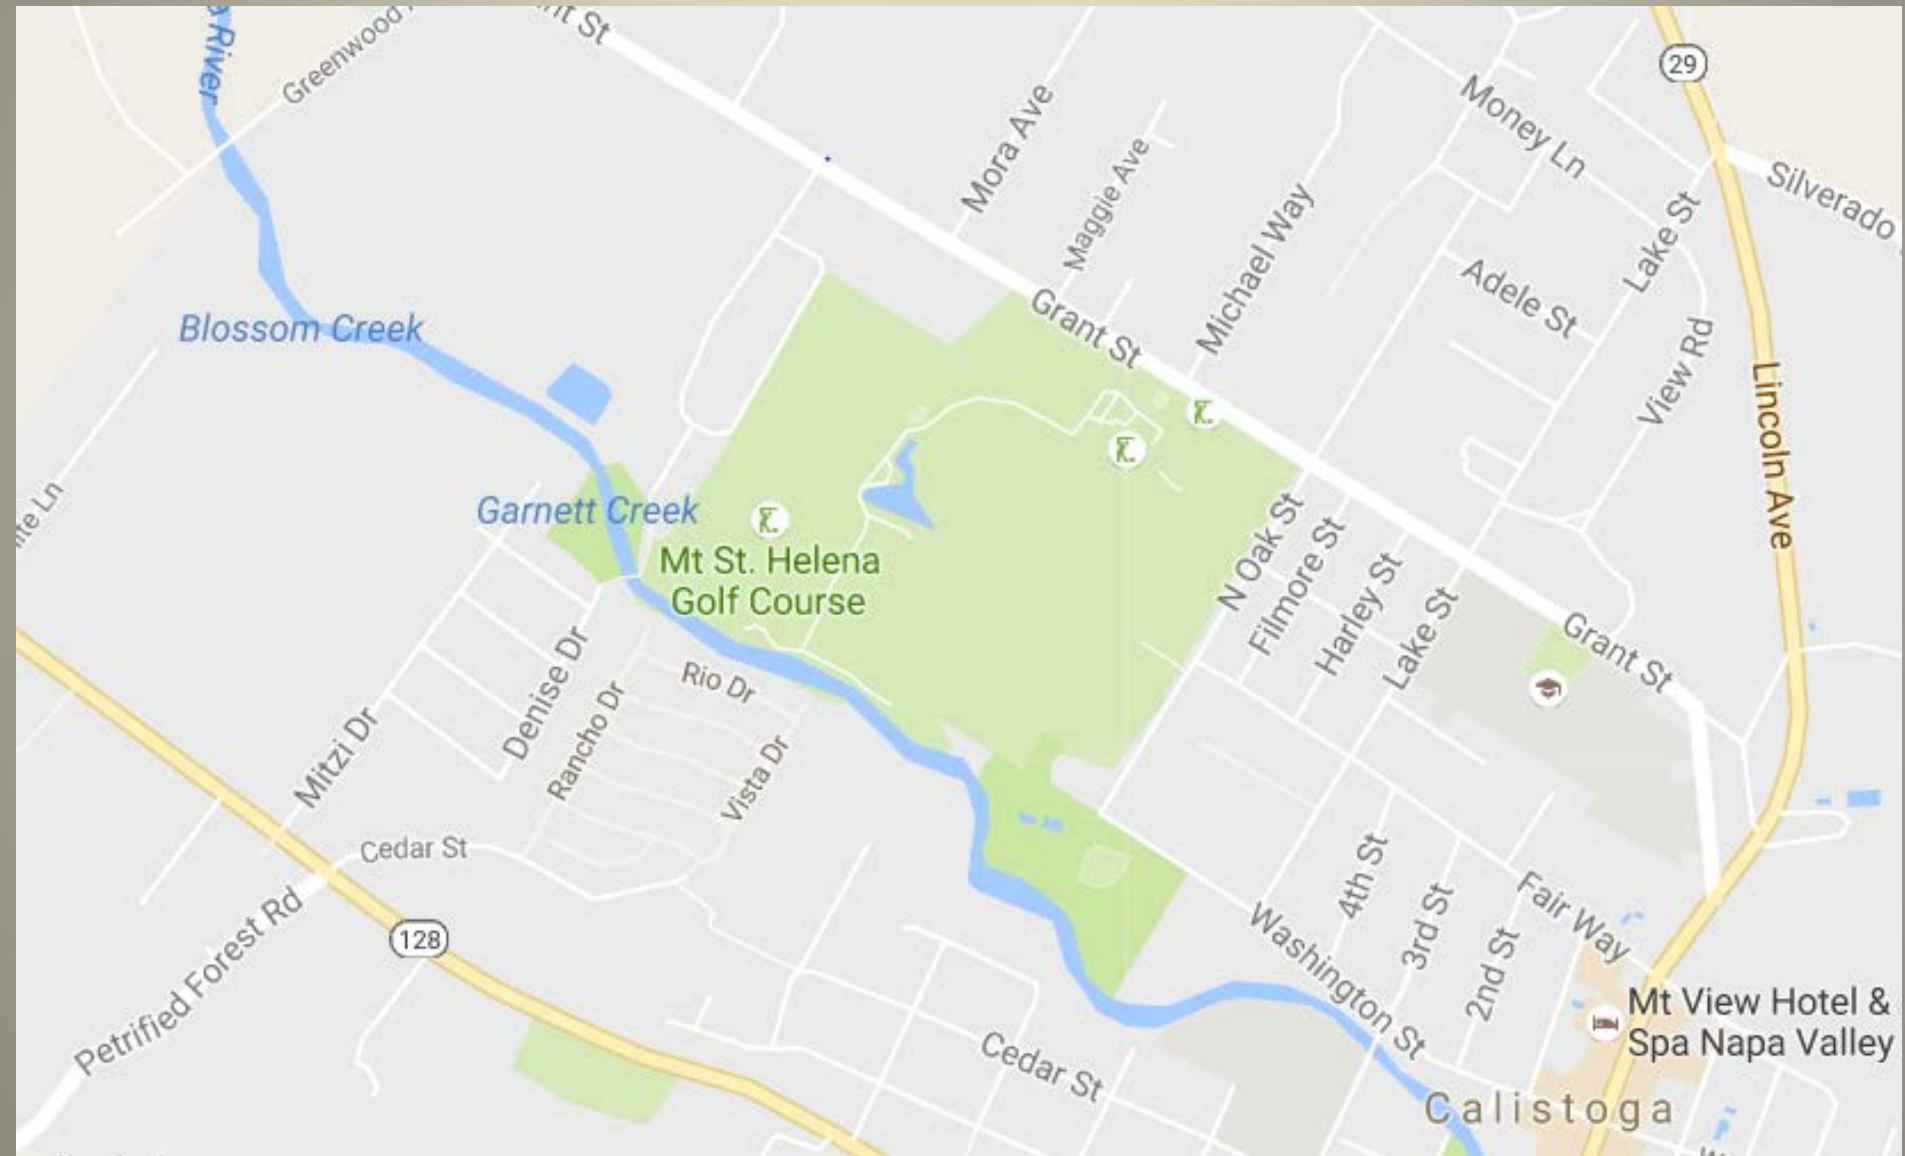 River
Greenwood
nt St
29
Money Ln
Mora Ave
Maggie Ave
Silverado
Michael Way
Lake St
Adele St
Blossom Creek
Grant St
View Rd
Lincoln Ave
Garnett Creek
Mt St. Helena
Golf Course
N Oak St
Filmore St
Harley St
Lake St
Grant St
Rio Dr
Denise Dr
Rancho Dr
Mitzi Dr
Vista Dr
Cedar St
4th St
3rd St
2nd St
Fair Way
Washington St
Petrified Forest Rd
128
Mt View Hotel &
Spa Napa Valley
Cedar St
Calistoga